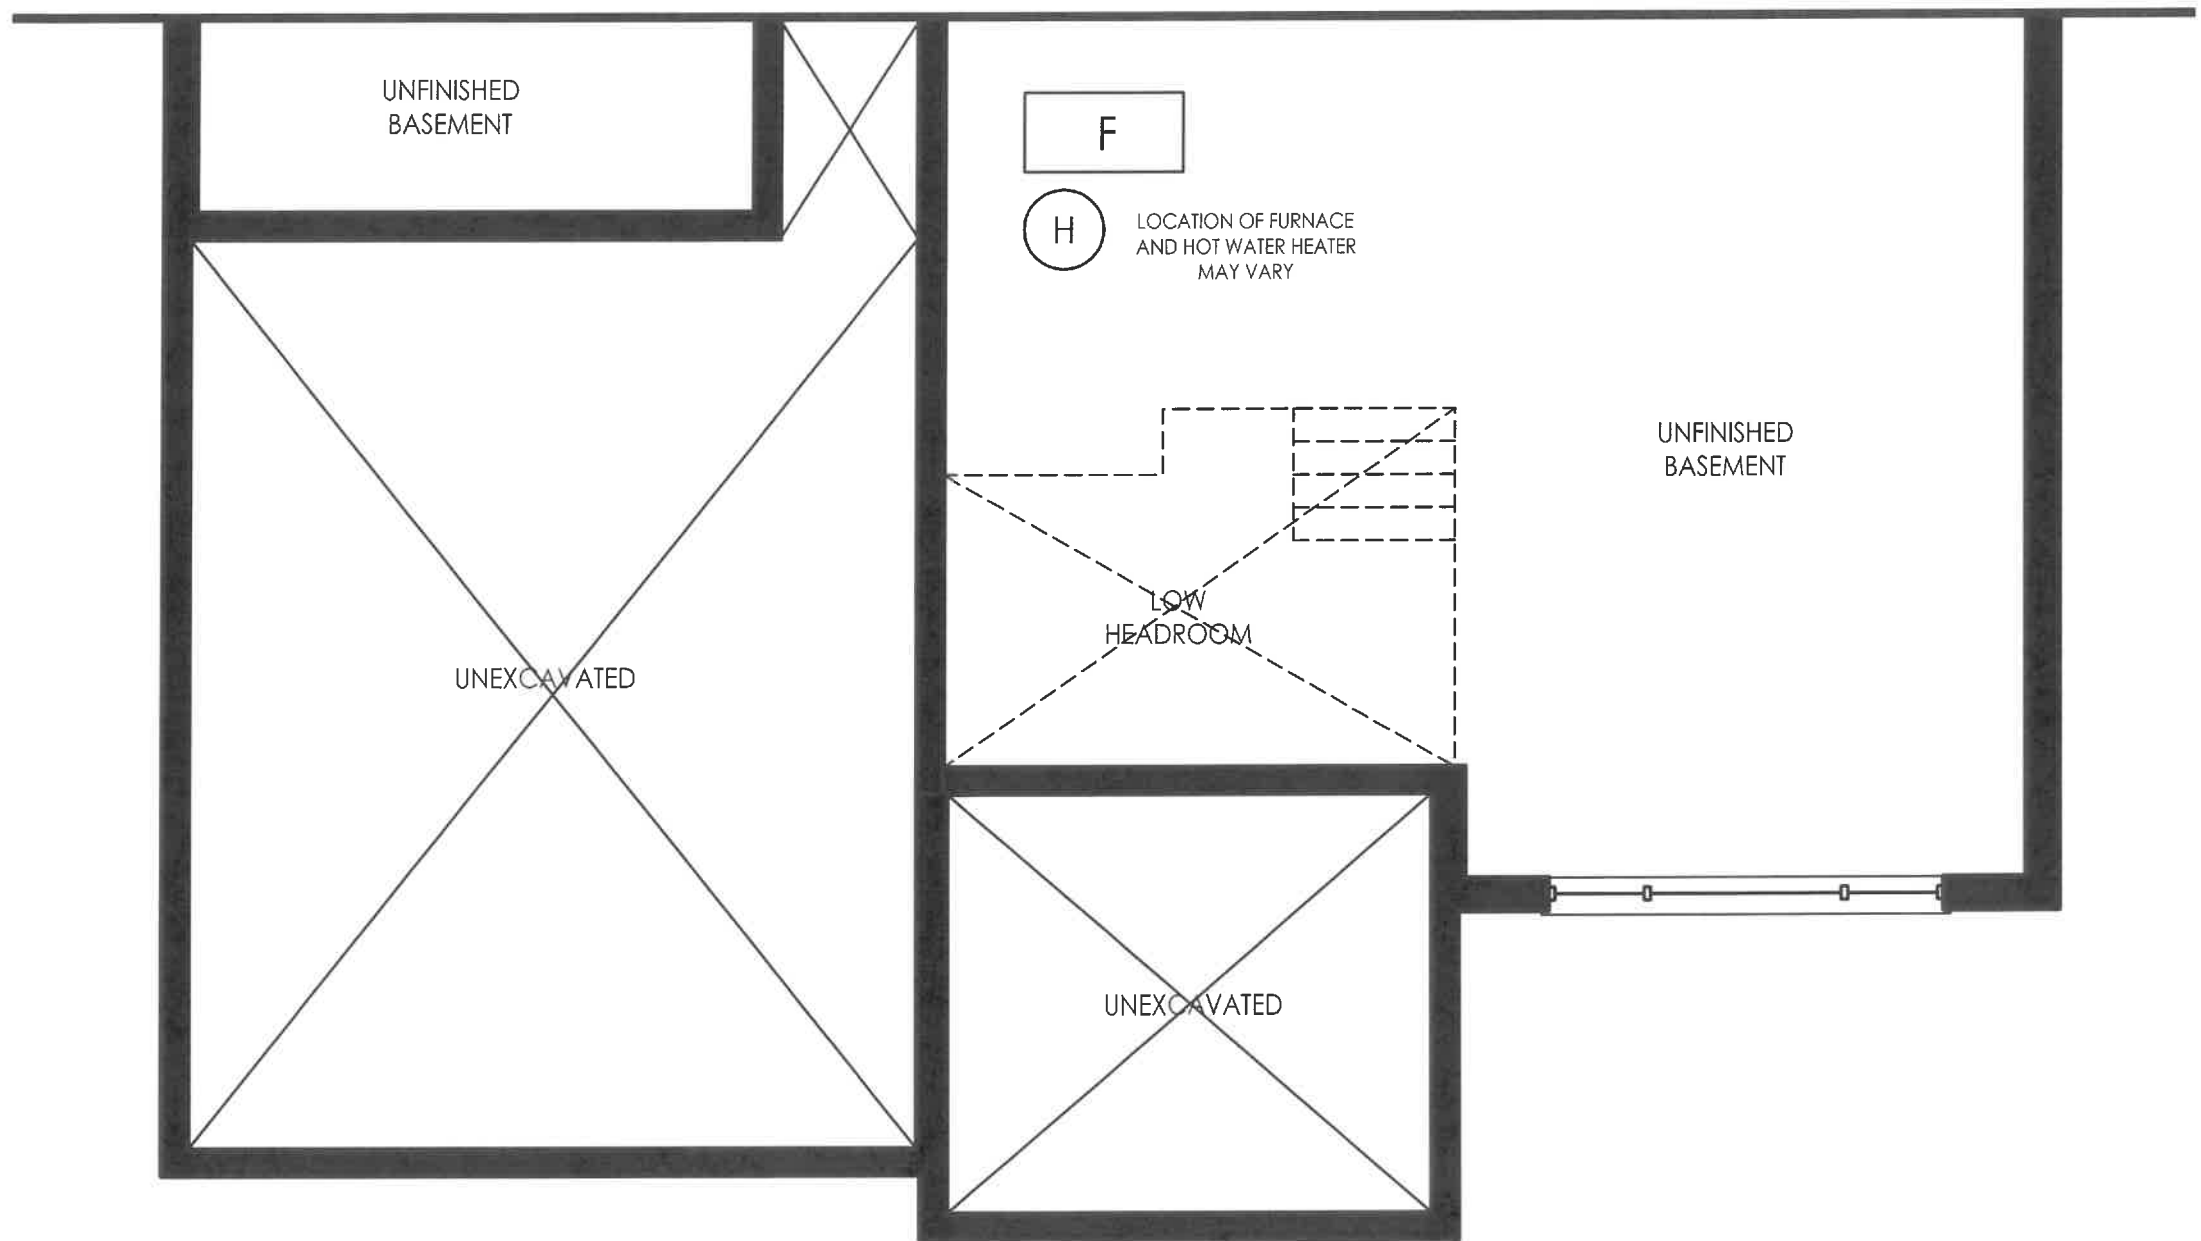 UNFINISHED
BASEMENT
F
H
LOCATION OF FURNACE
AND HOT WATER HEATER
MAY VARY
UNFINISHED
BASEMENT
LOW
HEADROOM
UNEXCAVATED
UNEXCAVATED